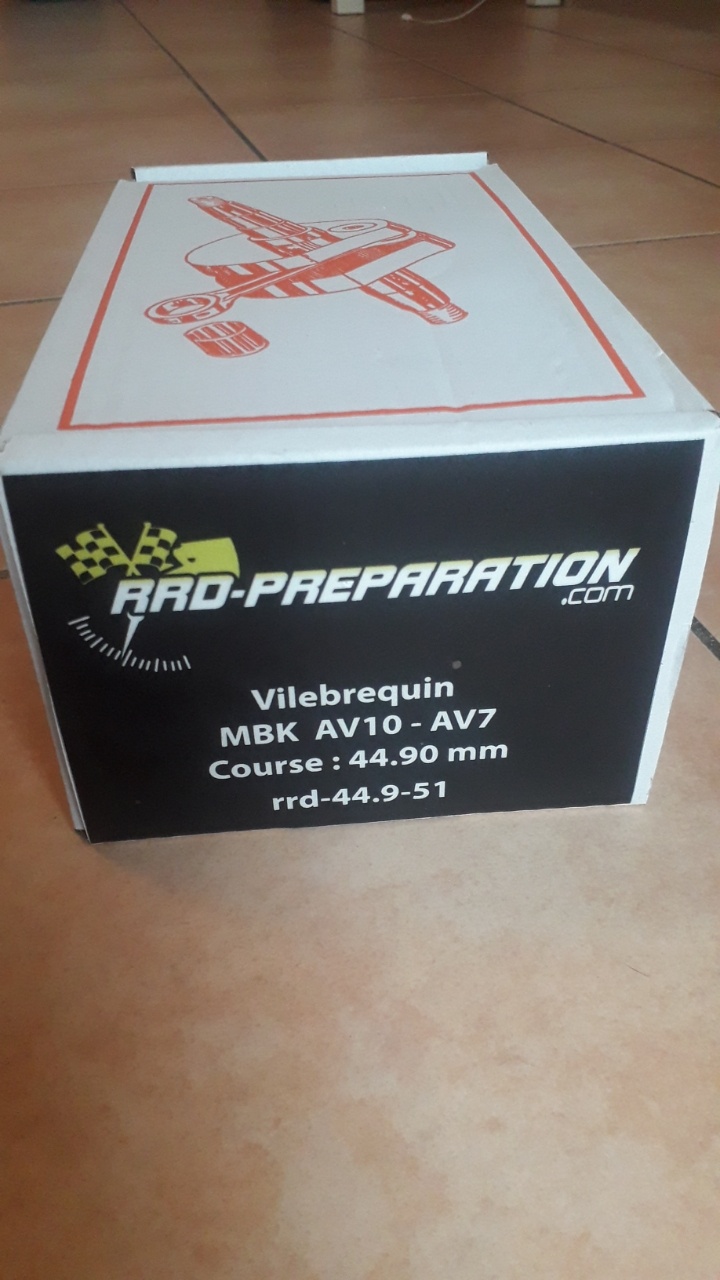 RRD-PREPARATION
.com
Vilebrequin
MBK AV10 - AV7
Course : 44.90 mm
rrd-44.9-51